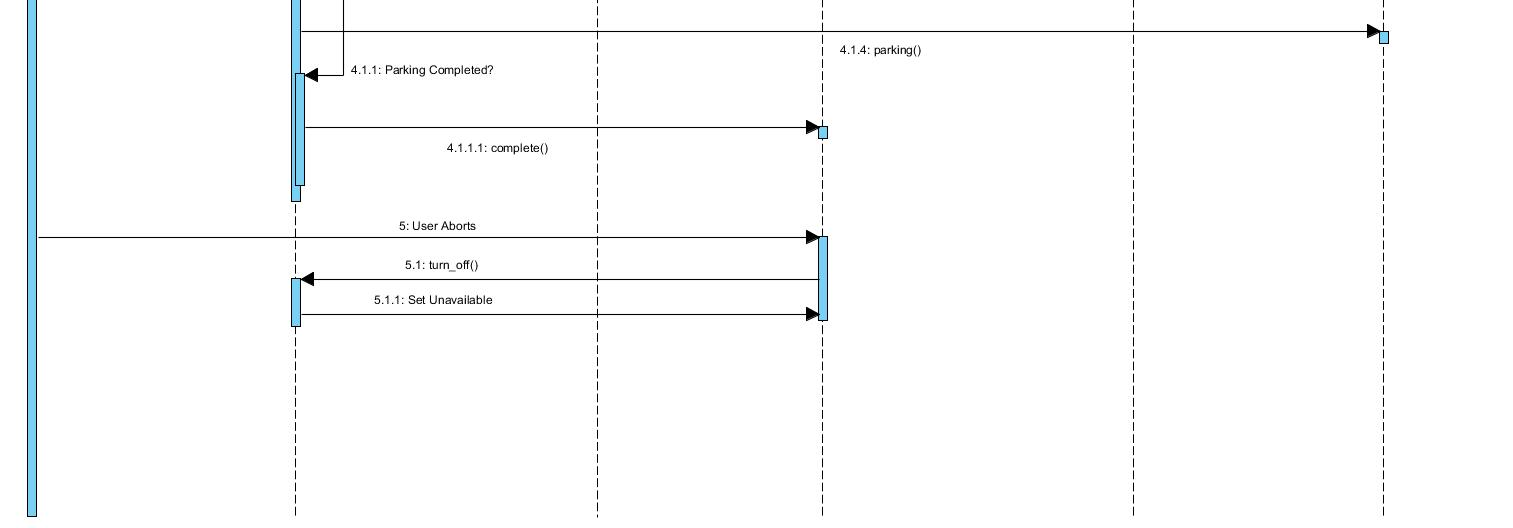 4.1.4: parking()
4.1.1: Parking Completed?
4.1.1.1: complete()
5: User Aborts
5.1: turn_off()
5.1.1: Set Unavailable